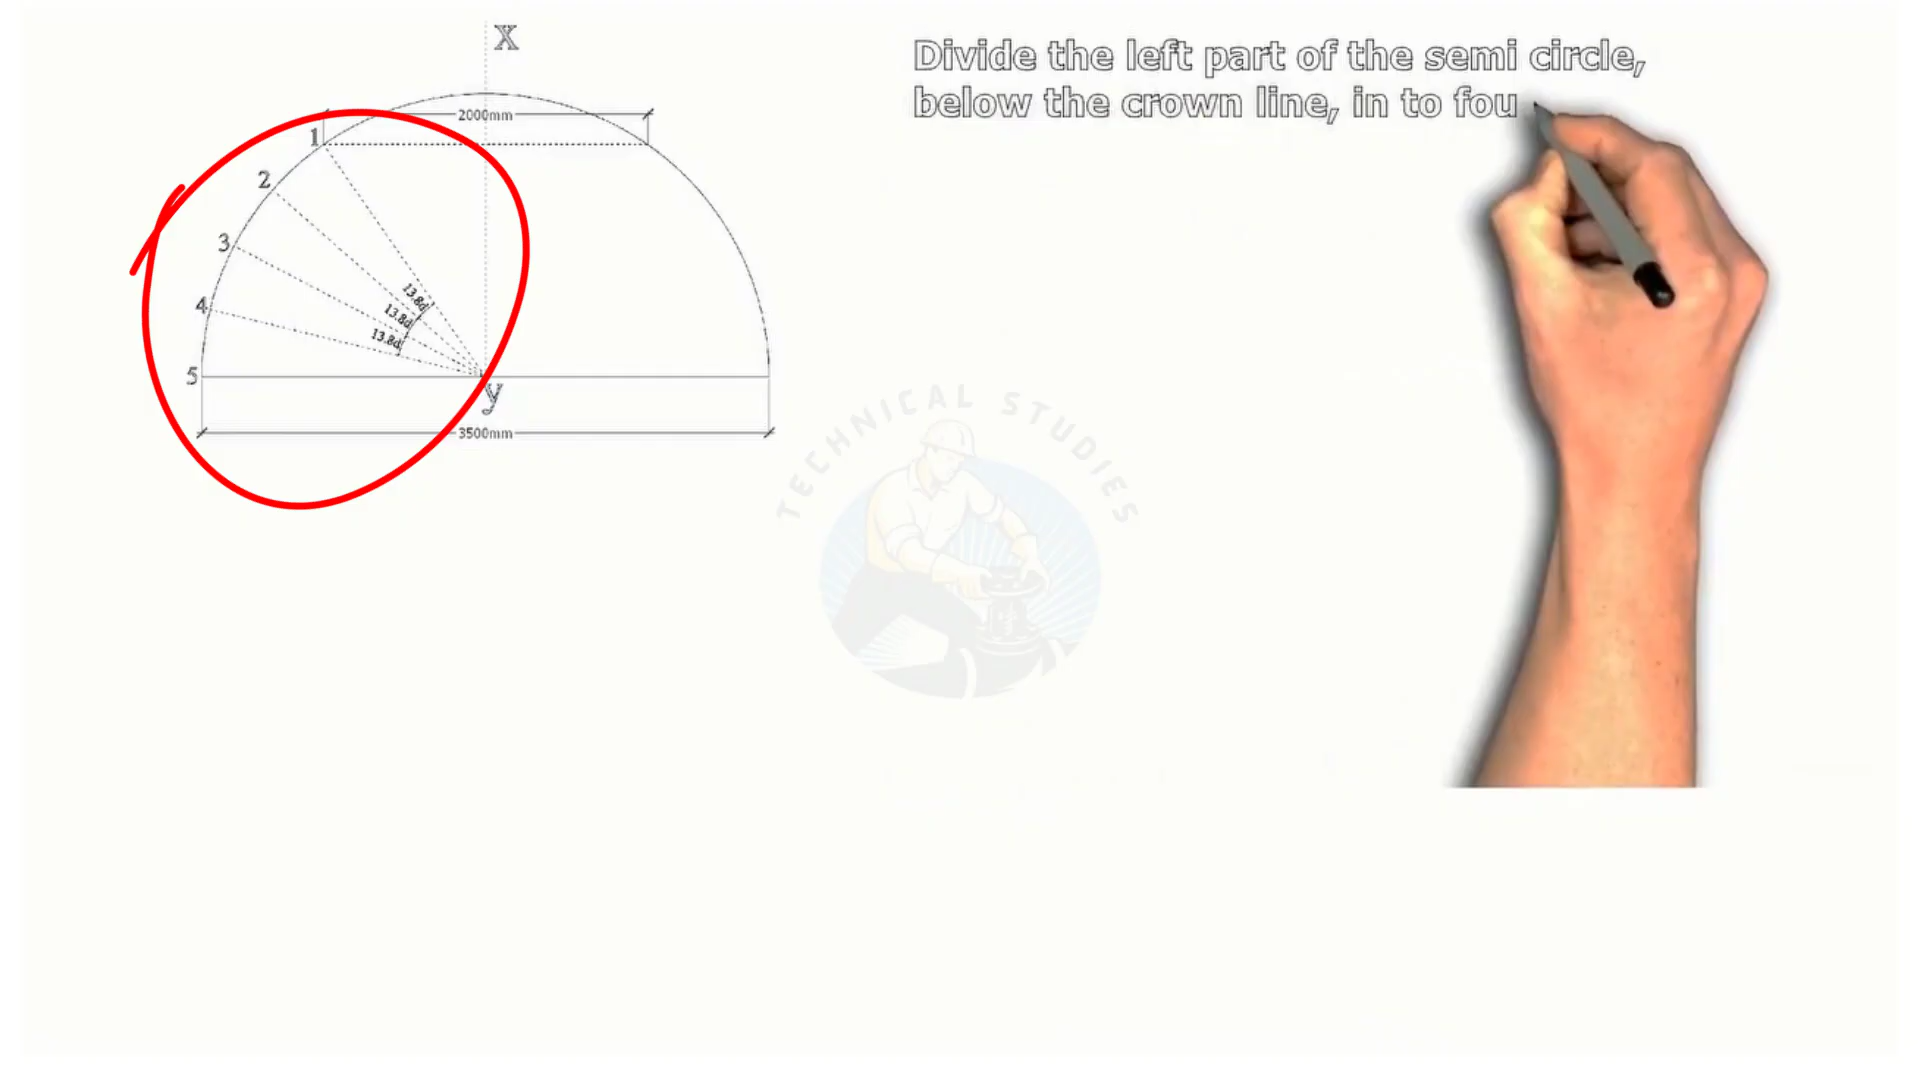 X
Divide the left part of the semi circle,
below the crown line, in to fou
2000mm
1
2
3
4
13.8d
13.8d
13.8d
5
y
3500mm
TECHNICAL STUDIES